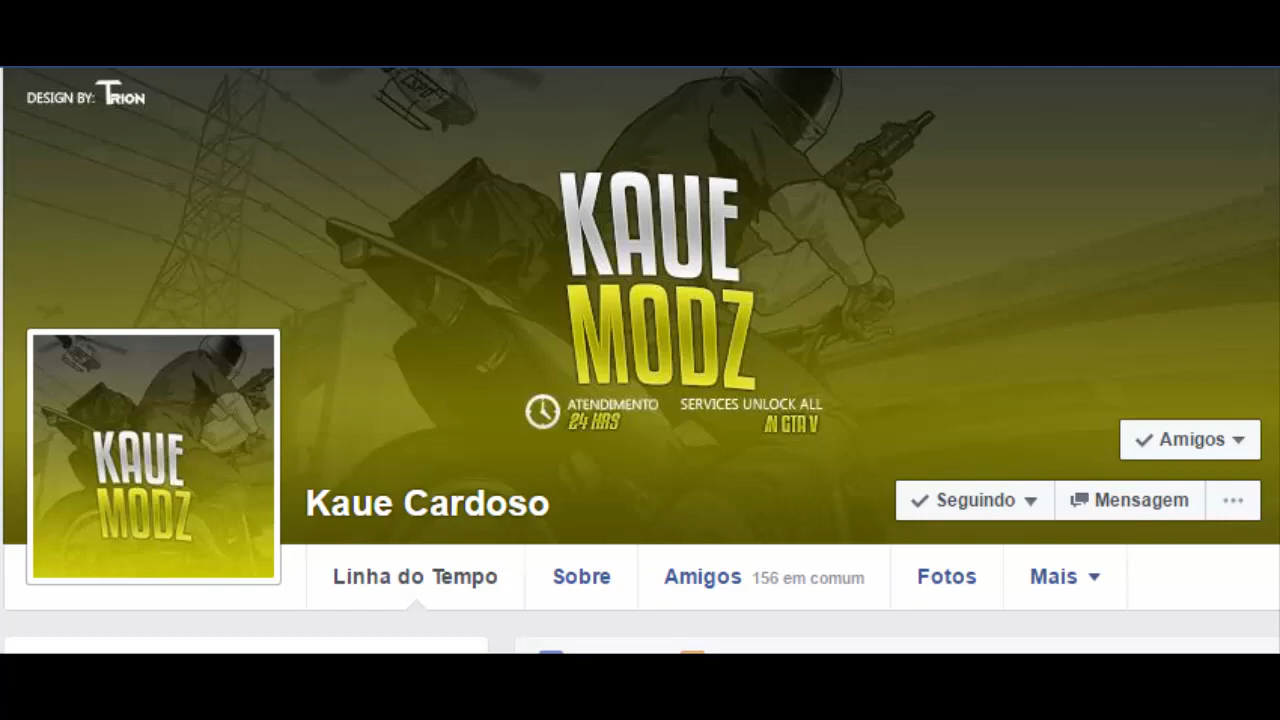 DESIGN BY: TRION
LSPD
KAUE
MODZ
ATENDIMENTO
24 HRS
SERVICES UNLOCK ALL
IN GTA V
Amigos
KAUE
MODZ
Kaue Cardoso
Seguindo
Mensagem
Linha do Tempo
Sobre
Amigos 156 em comum
Fotos
Mais